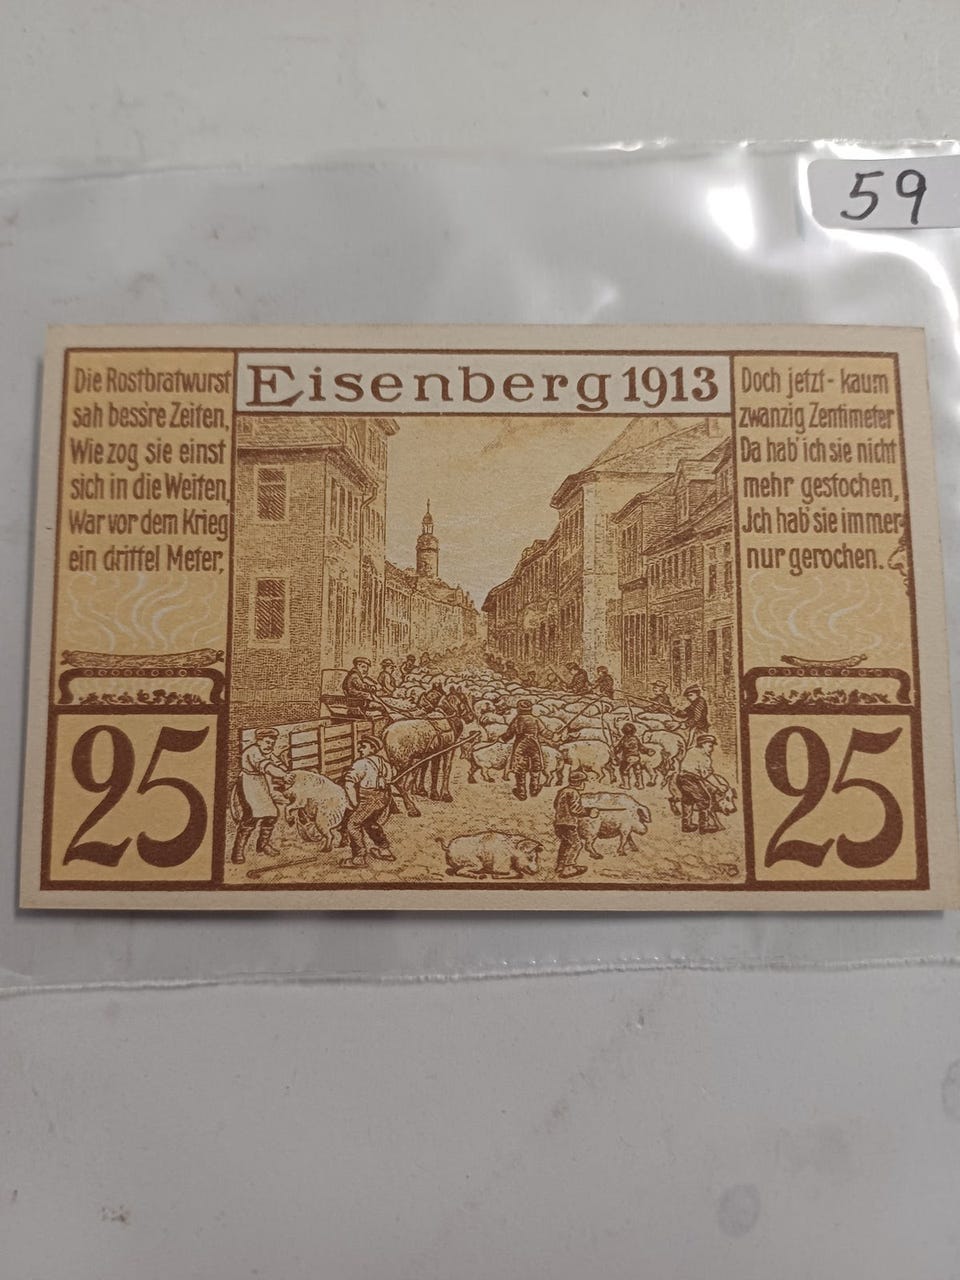 59
Eisenberg 1913
Die Rostbratwurst
sah bess're Zeiten,
Wie zog sie einst
sich in die Weiten,
War vor dem Krieg
ein drittel Meter,
Doch jetzt - kaum
zwanzig Zentimeter
Da hab' ich sie nicht
mehr gestochen,
Jch hab' sie immer
nur gerochen.
25
25